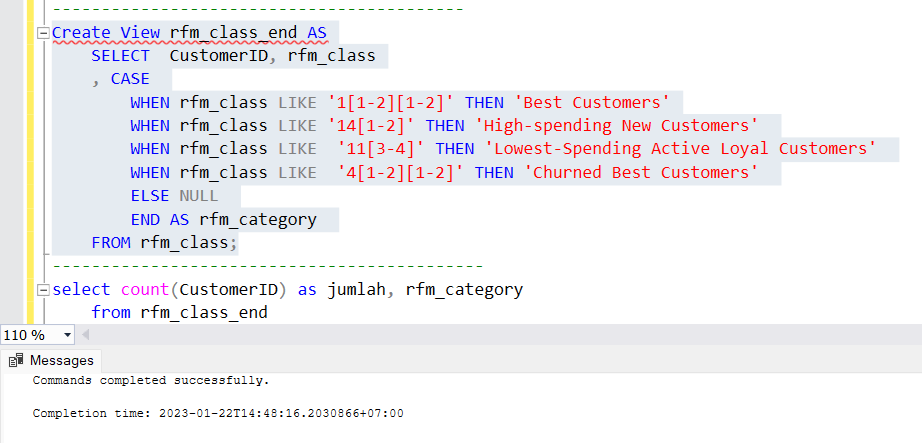 ------------------------------------------
Create View rfm_class_end AS
SELECT  CustomerID, rfm_class
, CASE
WHEN rfm_class LIKE '1[1-2][1-2]' THEN 'Best Customers'
WHEN rfm_class LIKE '14[1-2]' THEN 'High-spending New Customers'
WHEN rfm_class LIKE  '11[3-4]' THEN 'Lowest-Spending Active Loyal Customers'
WHEN rfm_class LIKE  '4[1-2][1-2]' THEN 'Churned Best Customers'
ELSE NULL
END AS rfm_category
FROM rfm_class;
--------------------------------------------
select count(CustomerID) as jumlah, rfm_category
from rfm_class_end
110 %
Messages
Commands completed successfully.
Completion time: 2023-01-22T14:48:16.2030866+07:00